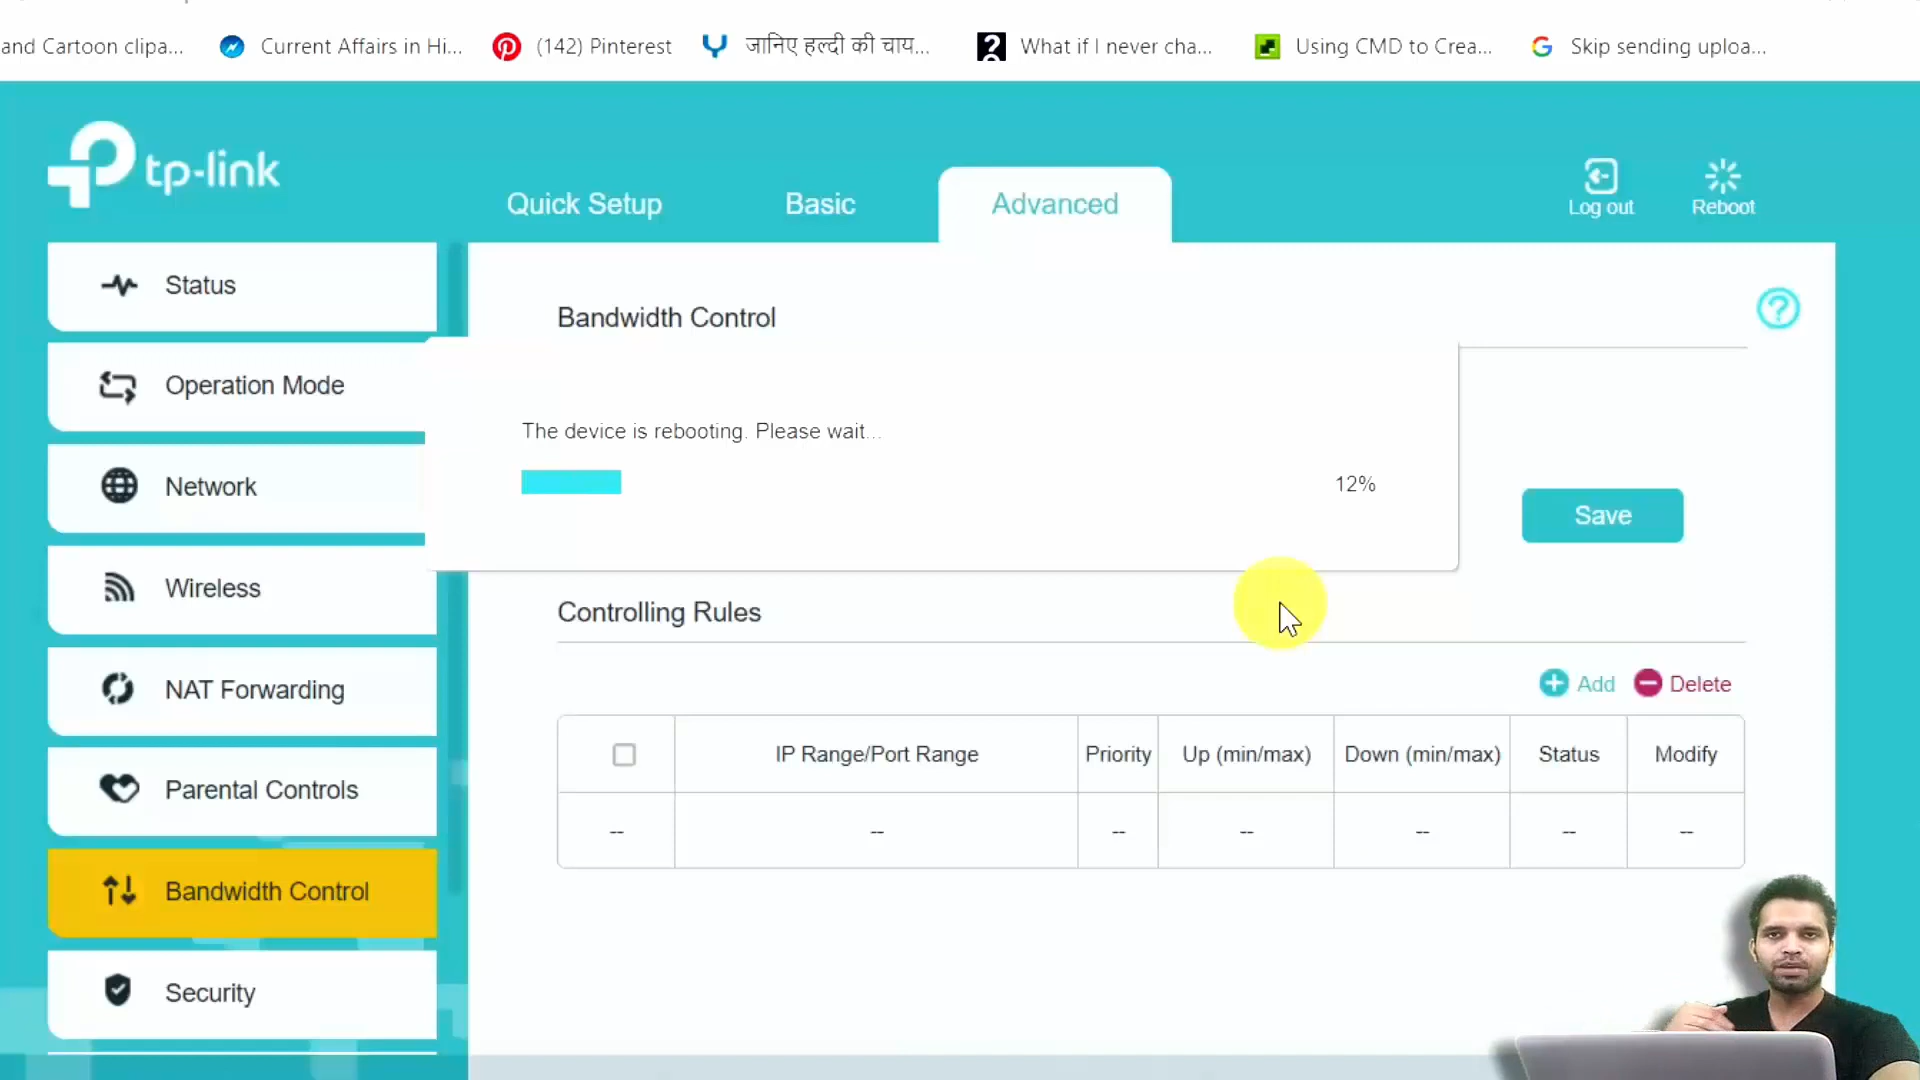 and Cartoon clipa... Current Affairs in Hi... (142) Pinterest जानिए हल्दी की चाय... What if I never cha... Using CMD to Crea... Skip sending uploa...
tp-link
Quick Setup Basic Advanced
Log out Reboot
Status
Operation Mode
Network
Wireless
NAT Forwarding
Parental Controls
Bandwidth Control
Security
Bandwidth Control
The device is rebooting. Please wait...
12%
Save
Controlling Rules
Add Delete
IP Range/Port Range Priority Up (min/max) Down (min/max) Status Modify
-- -- -- -- -- -- --